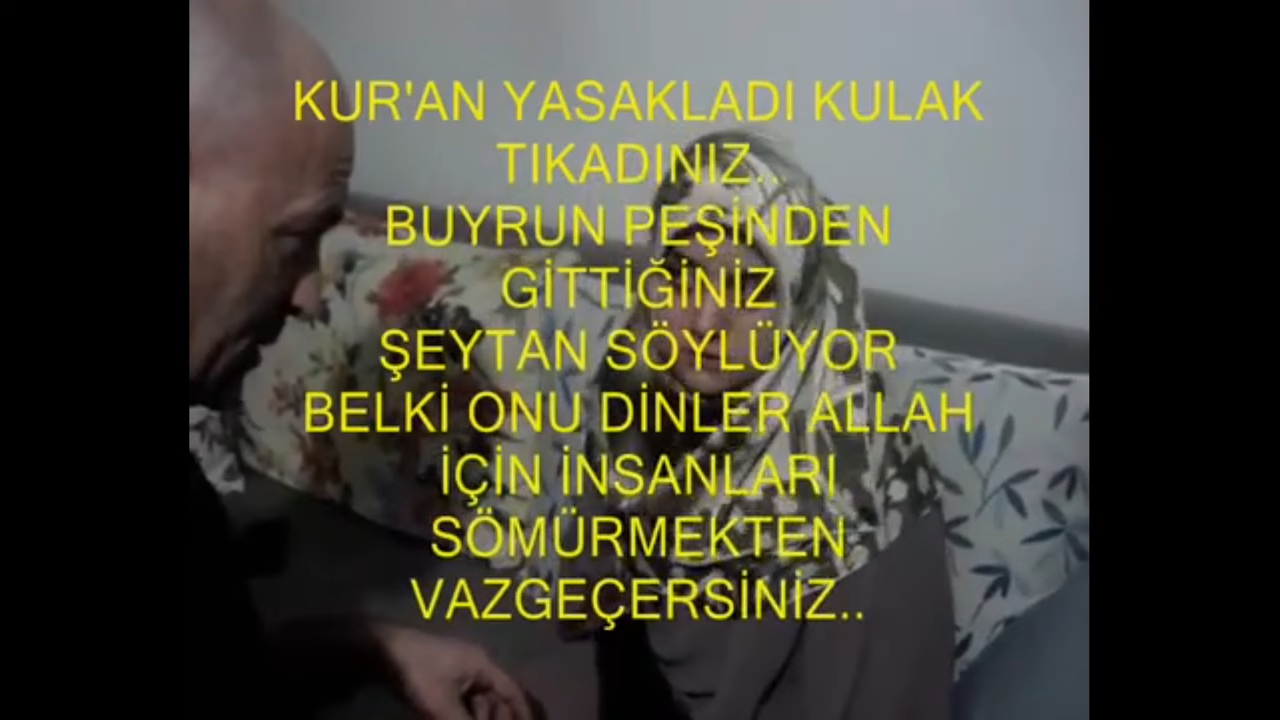 KUR'AN YASAKLADI KULAK
TIKADINIZ..
BUYRUN PEŞİNDEN
GİTTİĞİNİZ
ŞEYTAN SÖYLÜYOR
BELKİ ONU DİNLER ALLAH
İÇİN İNSANLARI
SÖMÜRMEKTEN
VAZGEÇERSİNİZ..